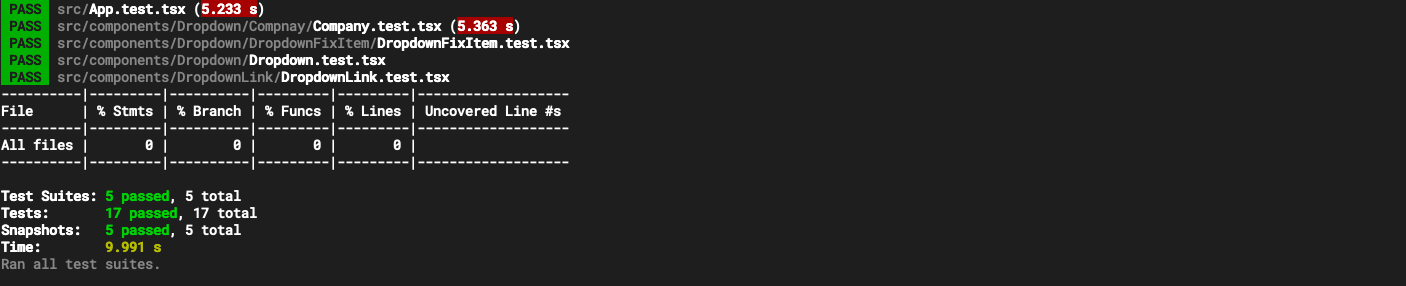 PASS src/App.test.tsx (5.233 s)
PASS src/components/Dropdown/Compnay/Company.test.tsx (5.363 s)
PASS src/components/Dropdown/DropdownFixItem/DropdownFixItem.test.tsx
PASS src/components/Dropdown/Dropdown.test.tsx
PASS src/components/DropdownLink/DropdownLink.test.tsx
----------|---------|----------|---------|---------|-------------------
File      | % Stmts | % Branch | % Funcs | % Lines | Uncovered Line #s
----------|---------|----------|---------|---------|-------------------
All files |       0 |        0 |       0 |       0 |
----------|---------|----------|---------|---------|-------------------
Test Suites: 5 passed, 5 total
Tests:       17 passed, 17 total
Snapshots:   5 passed, 5 total
Time:        9.991 s
Ran all test suites.